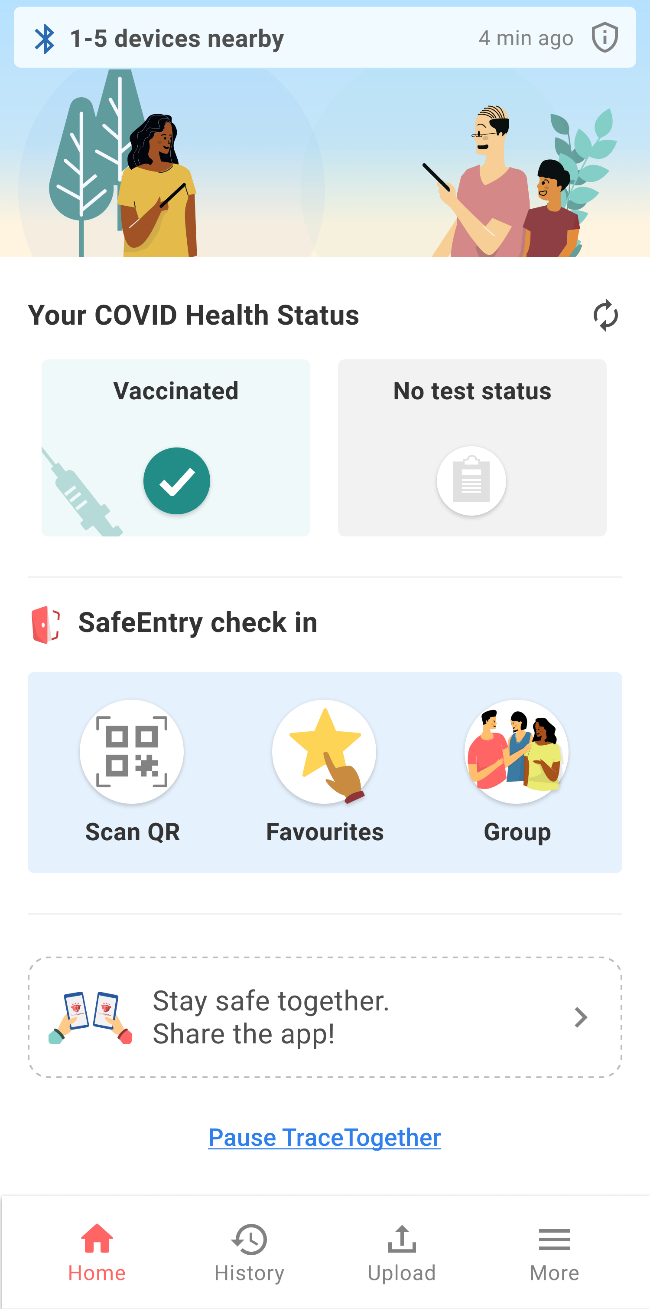 1-5 devices nearby
4 min ago
Your COVID Health Status
Vaccinated
No test status
SafeEntry check in
Scan QR
Favourites
Group
Stay safe together.
Share the app!
Pause TraceTogether
Home
History
Upload
More